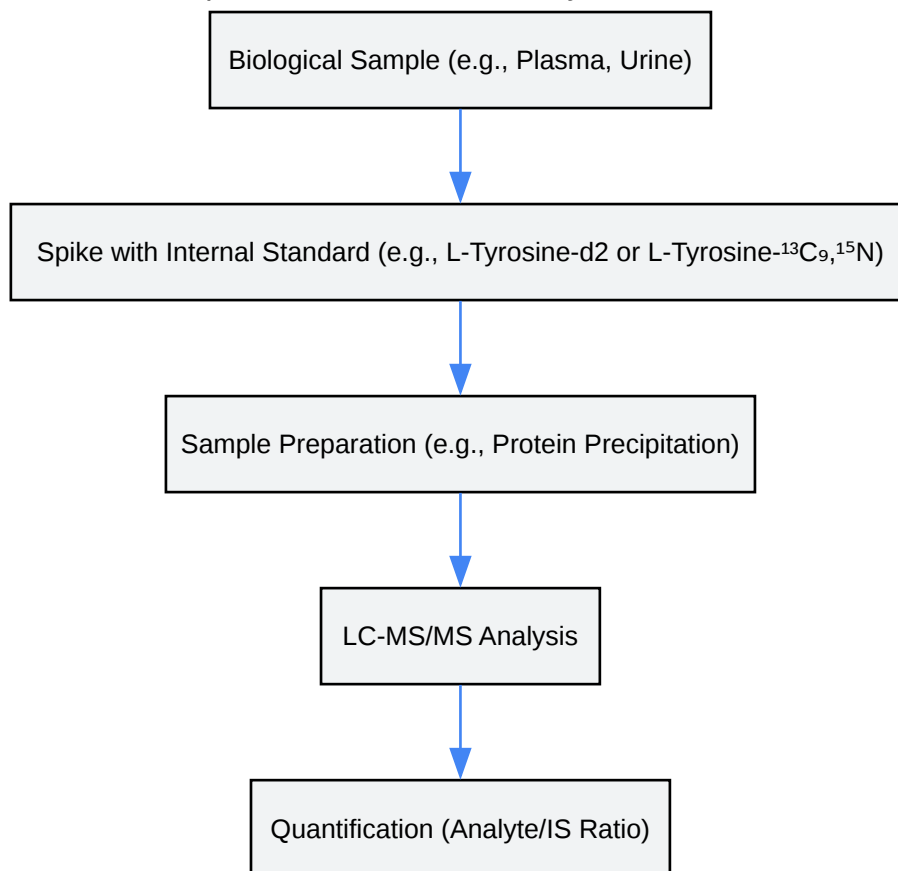 Biological Sample (e.g., Plasma, Urine)
Spike with Internal Standard (e.g., L-Tyrosine-d2 or L-Tyrosine-¹³C₉,¹⁵N)
Sample Preparation (e.g., Protein Precipitation)
LC-MS/MS Analysis
Quantification (Analyte/IS Ratio)